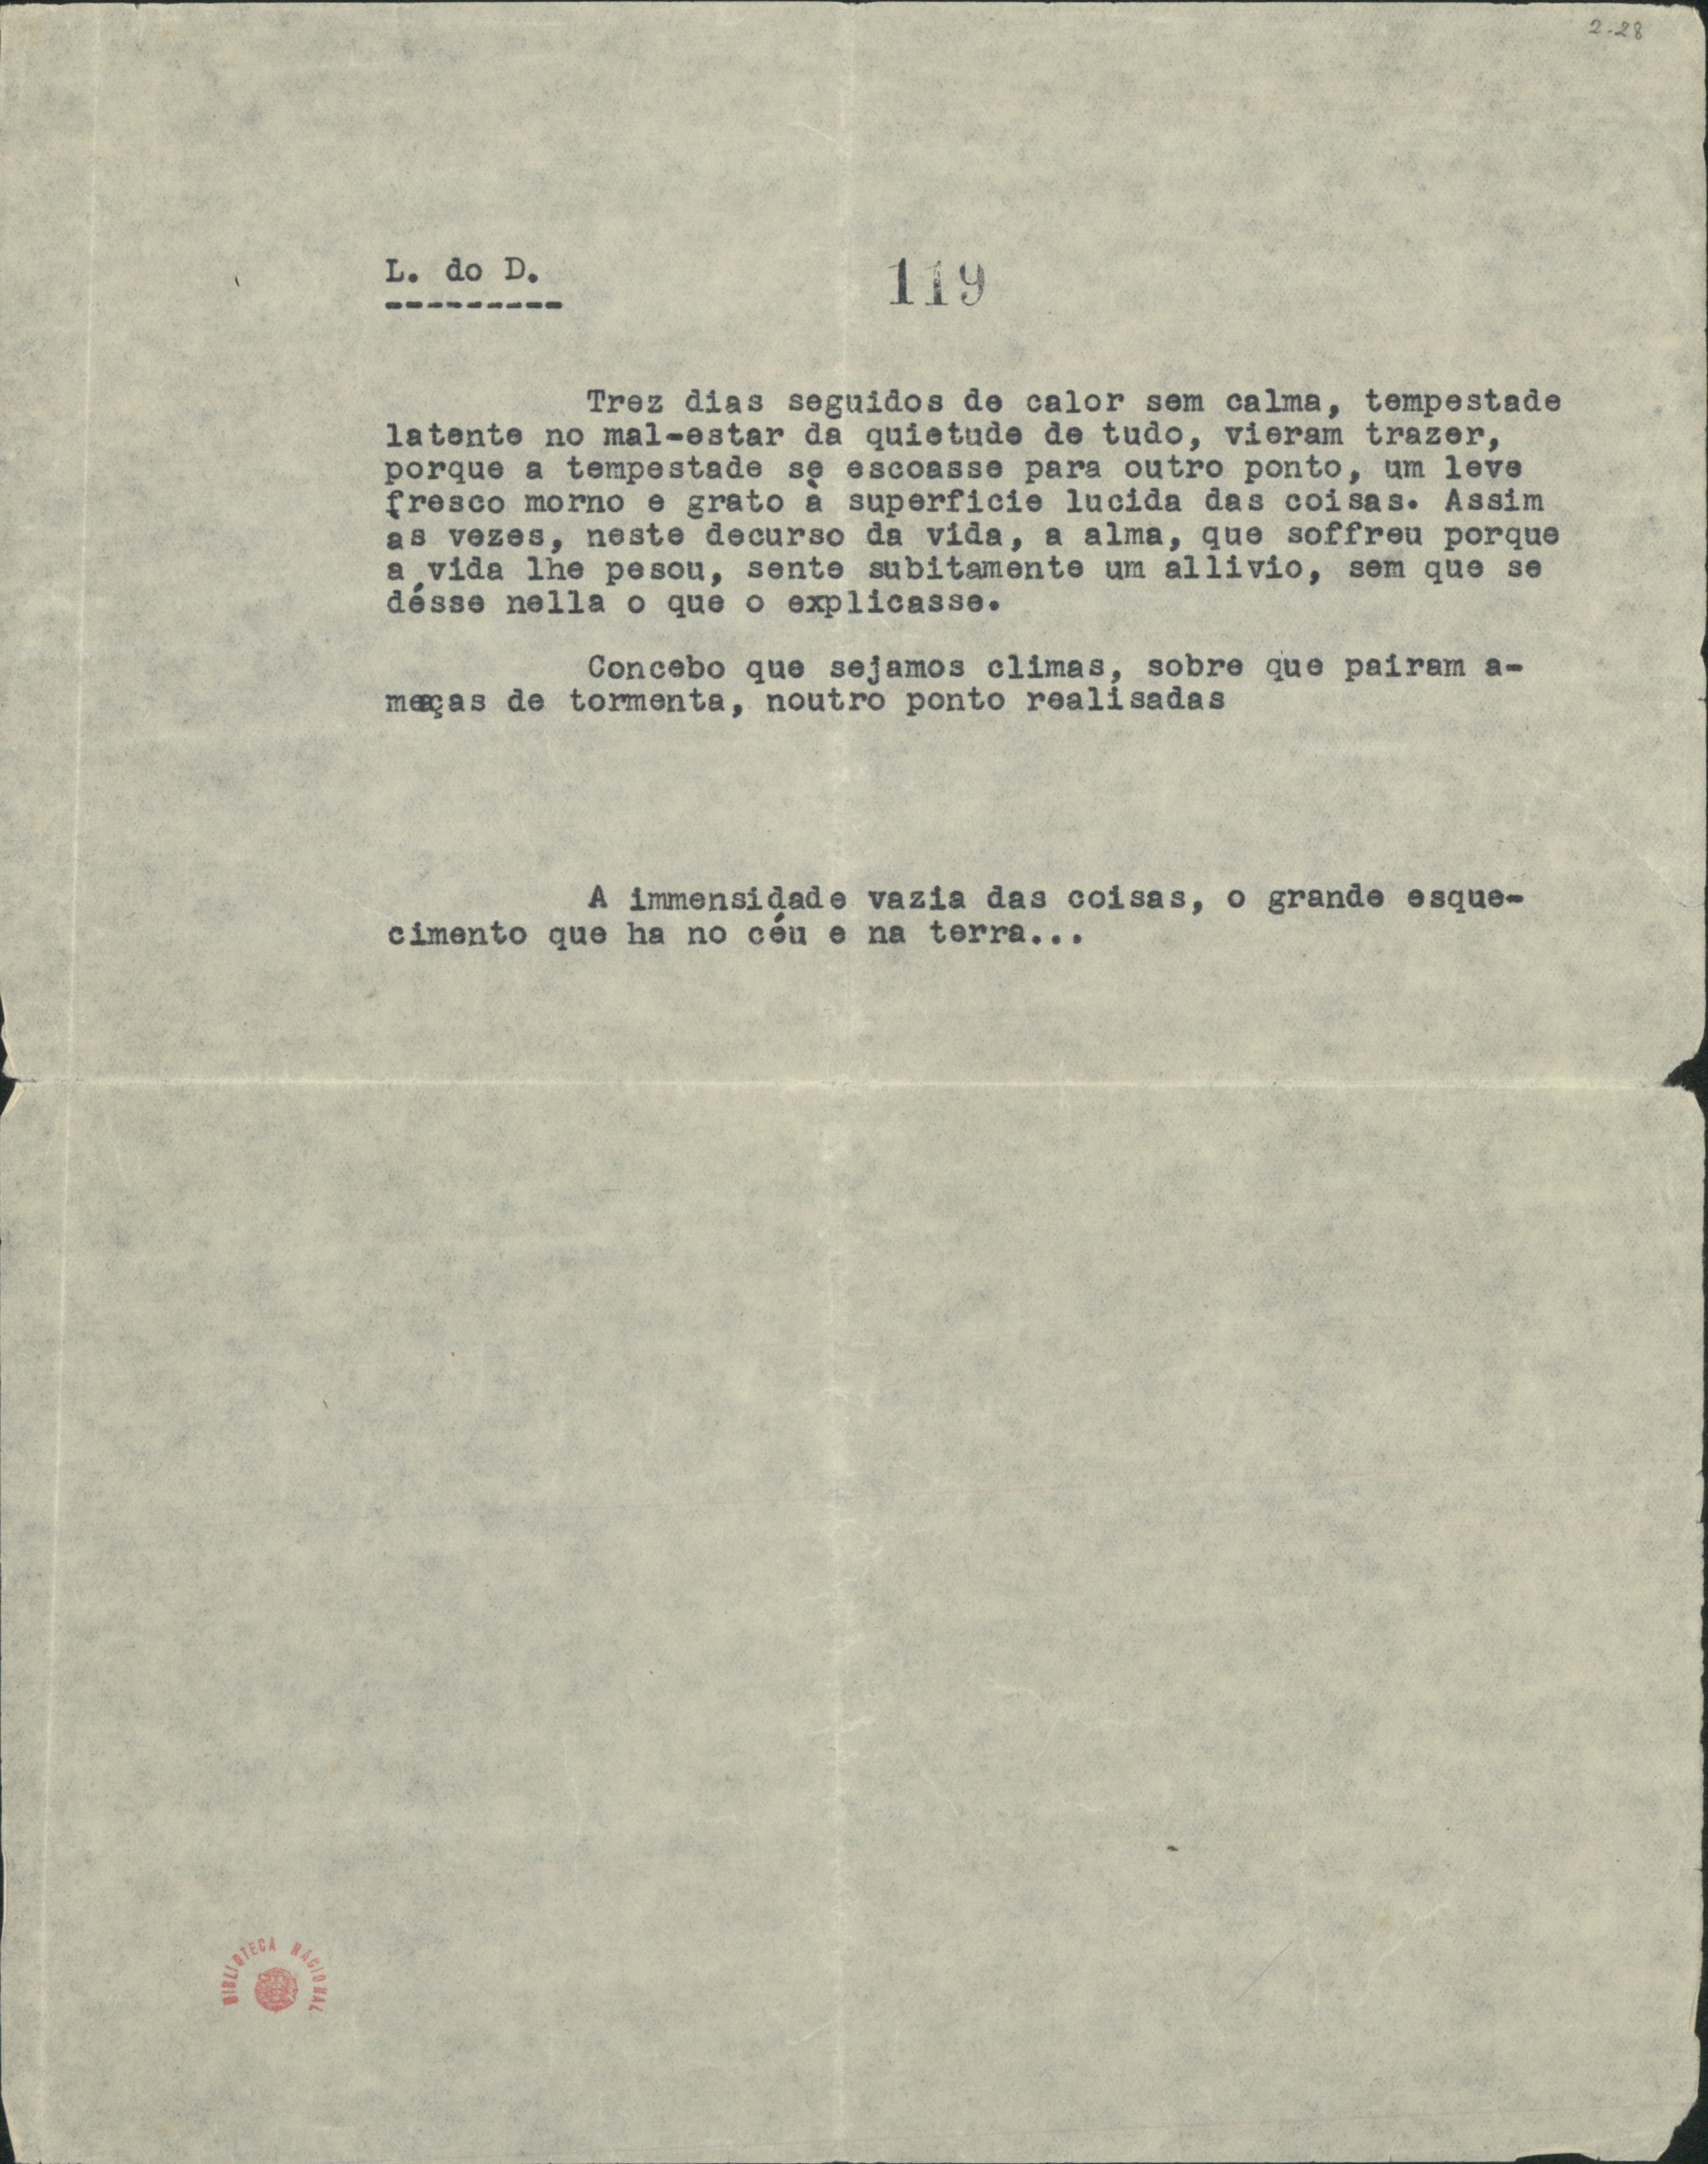 2-28
L. do D.
---------
119
Trez dias seguidos de calor sem calma, tempestade
latente no mal-estar da quietude de tudo, vieram trazer,
porque a tempestade se escoasse para outro ponto, um leve
fresco morno e grato à superficie lucida das coisas. Assim
as vezes, neste decurso da vida, a alma, que soffreu porque
a vida lhe pesou, sente subitamente um allivio, sem que se
désse nella o que o explicasse.
Concebo que sejamos climas, sobre que pairam a-
meaças de tormenta, noutro ponto realisadas
A immensidade vazia das coisas, o grande esque-
cimento que ha no céu e na terra...
BIBLIOTECA NACIONAL